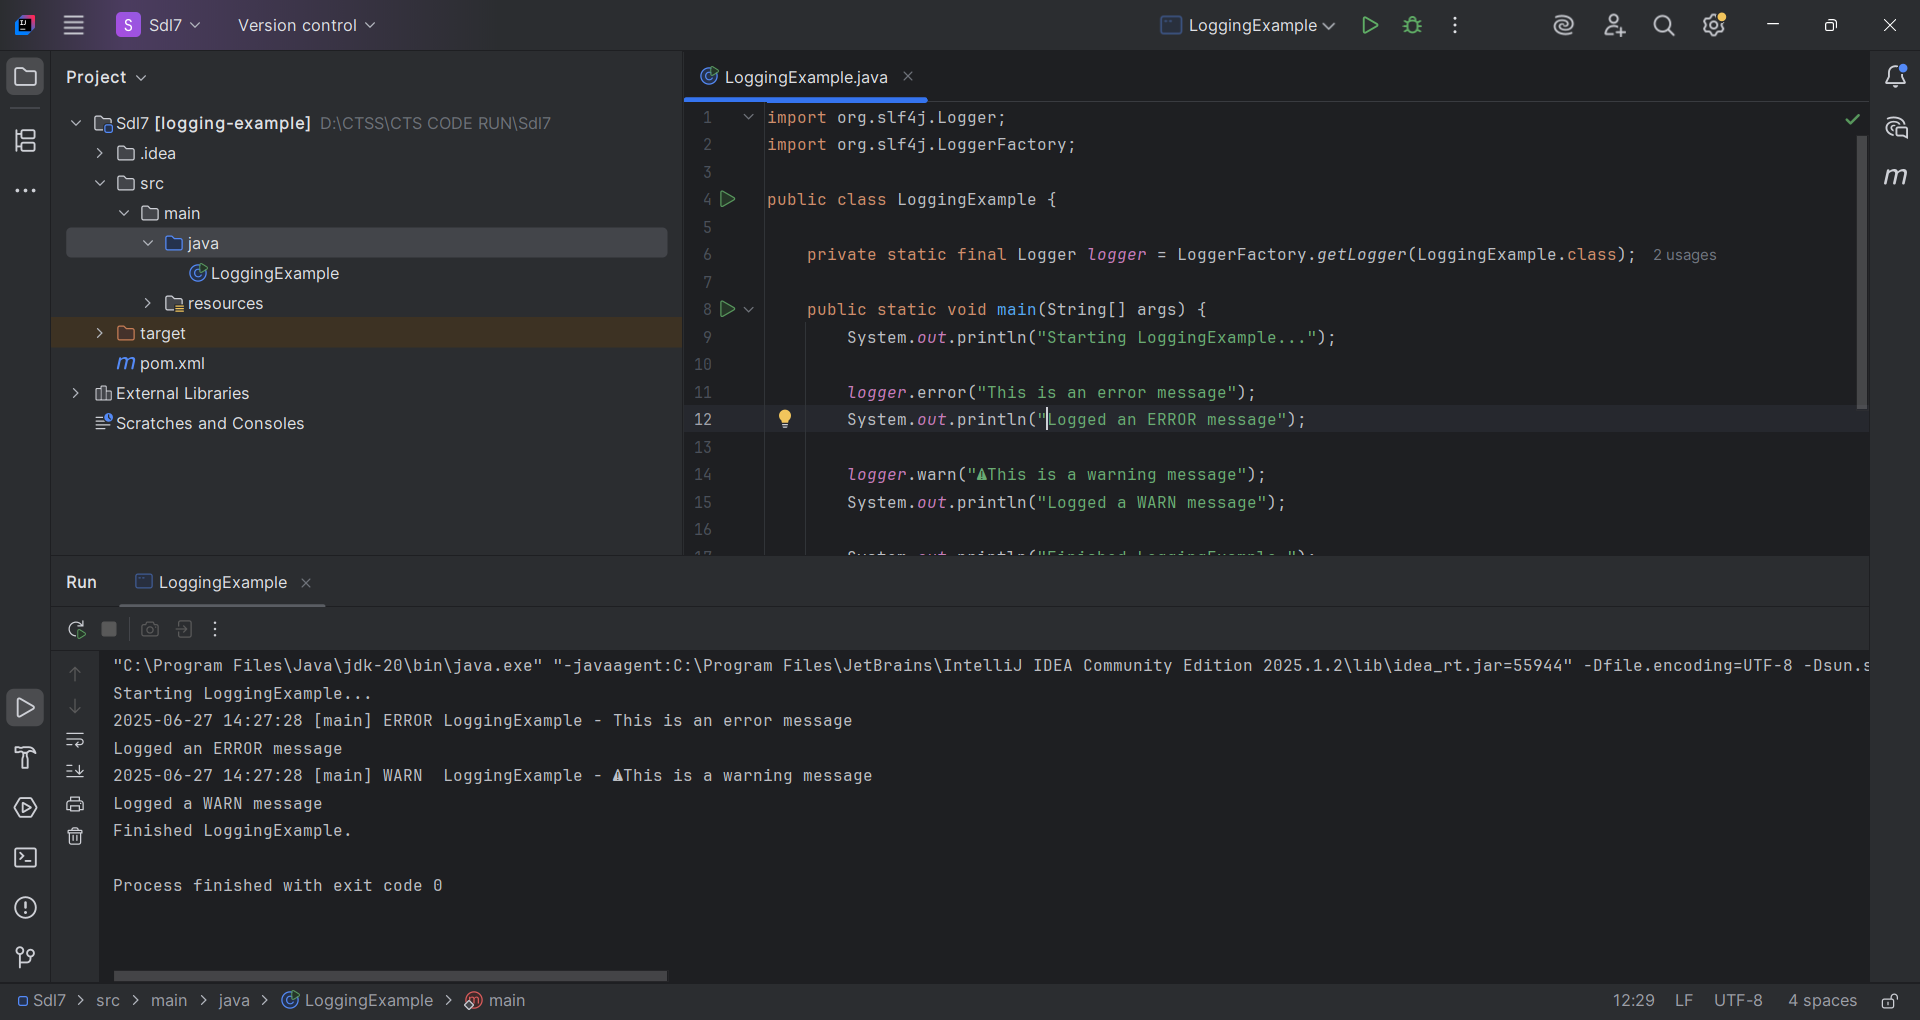 S Sdl7 Version control LoggingExample
Project
LoggingExample.java
Sdl7 [logging-example] D:\CTSS\CTS CODE RUN\Sdl7
.idea
src
main
java
LoggingExample
resources
target
pom.xml
External Libraries
Scratches and Consoles
1 import org.slf4j.Logger;
2 import org.slf4j.LoggerFactory;
3
4 public class LoggingExample {
5
6 private static final Logger logger = LoggerFactory.getLogger(LoggingExample.class); 2 usages
7
8 public static void main(String[] args) {
9 System.out.println("Starting LoggingExample...");
10
11 logger.error("This is an error message");
12 System.out.println("Logged an ERROR message");
13
14 logger.warn("⚠This is a warning message");
15 System.out.println("Logged a WARN message");
16
17 System.out.println("Finished LoggingExample.");
Run LoggingExample
"C:\Program Files\Java\jdk-20\bin\java.exe" "-javaagent:C:\Program Files\JetBrains\IntelliJ IDEA Community Edition 2025.1.2\lib\idea_rt.jar=55944" -Dfile.encoding=UTF-8 -Dsun.s
Starting LoggingExample...
2025-06-27 14:27:28 [main] ERROR LoggingExample - This is an error message
Logged an ERROR message
2025-06-27 14:27:28 [main] WARN  LoggingExample - ⚠This is a warning message
Logged a WARN message
Finished LoggingExample.
Process finished with exit code 0
Sdl7 > src > main > java > LoggingExample > main 12:29 LF UTF-8 4 spaces